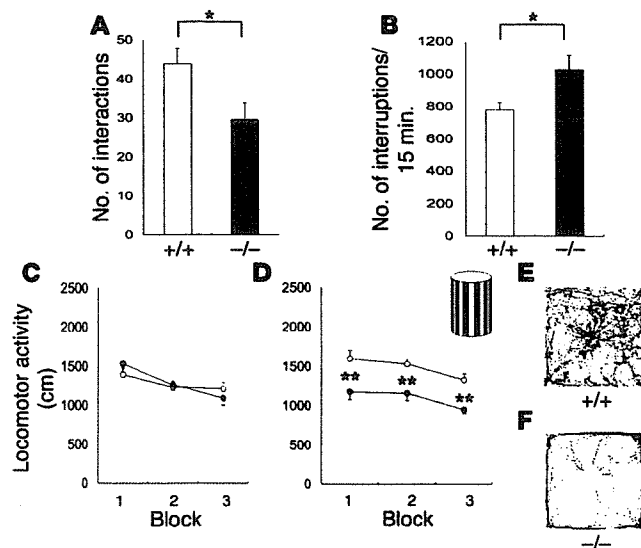 A
*
50
40
30
20
10
0
No. of interactions
+/+
−/−
B
*
1200
1000
800
600
400
200
0
No. of interruptions/
15 min.
+/+
−/−
C
2500
2000
1500
1000
500
0
Locomotor activity
(cm)
1 2 3
Block
D
2500
2000
1500
1000
500
0
** ** **
1 2 3
Block
E
+/+
F
−/−